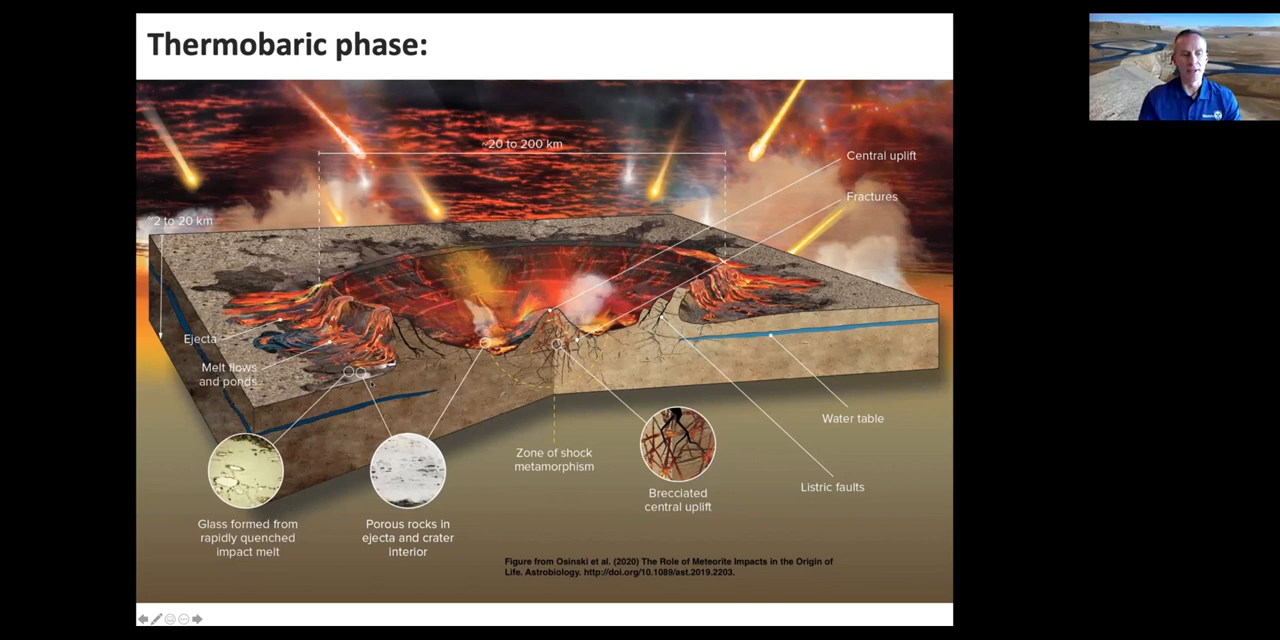 Thermobaric phase:
~20 to 200 km
Central uplift
Fractures
~2 to 20 km
Ejecta
Melt flows
and ponds
Water table
Zone of shock
metamorphism
Listric faults
Brecciated
central uplift
Glass formed from
rapidly quenched
impact melt
Porous rocks in
ejecta and crater
interior
Figure from Osinski et al. (2020) The Role of Meteorite Impacts in the Origin of
Life. Astrobiology. http://doi.org/10.1089/ast.2019.2203.